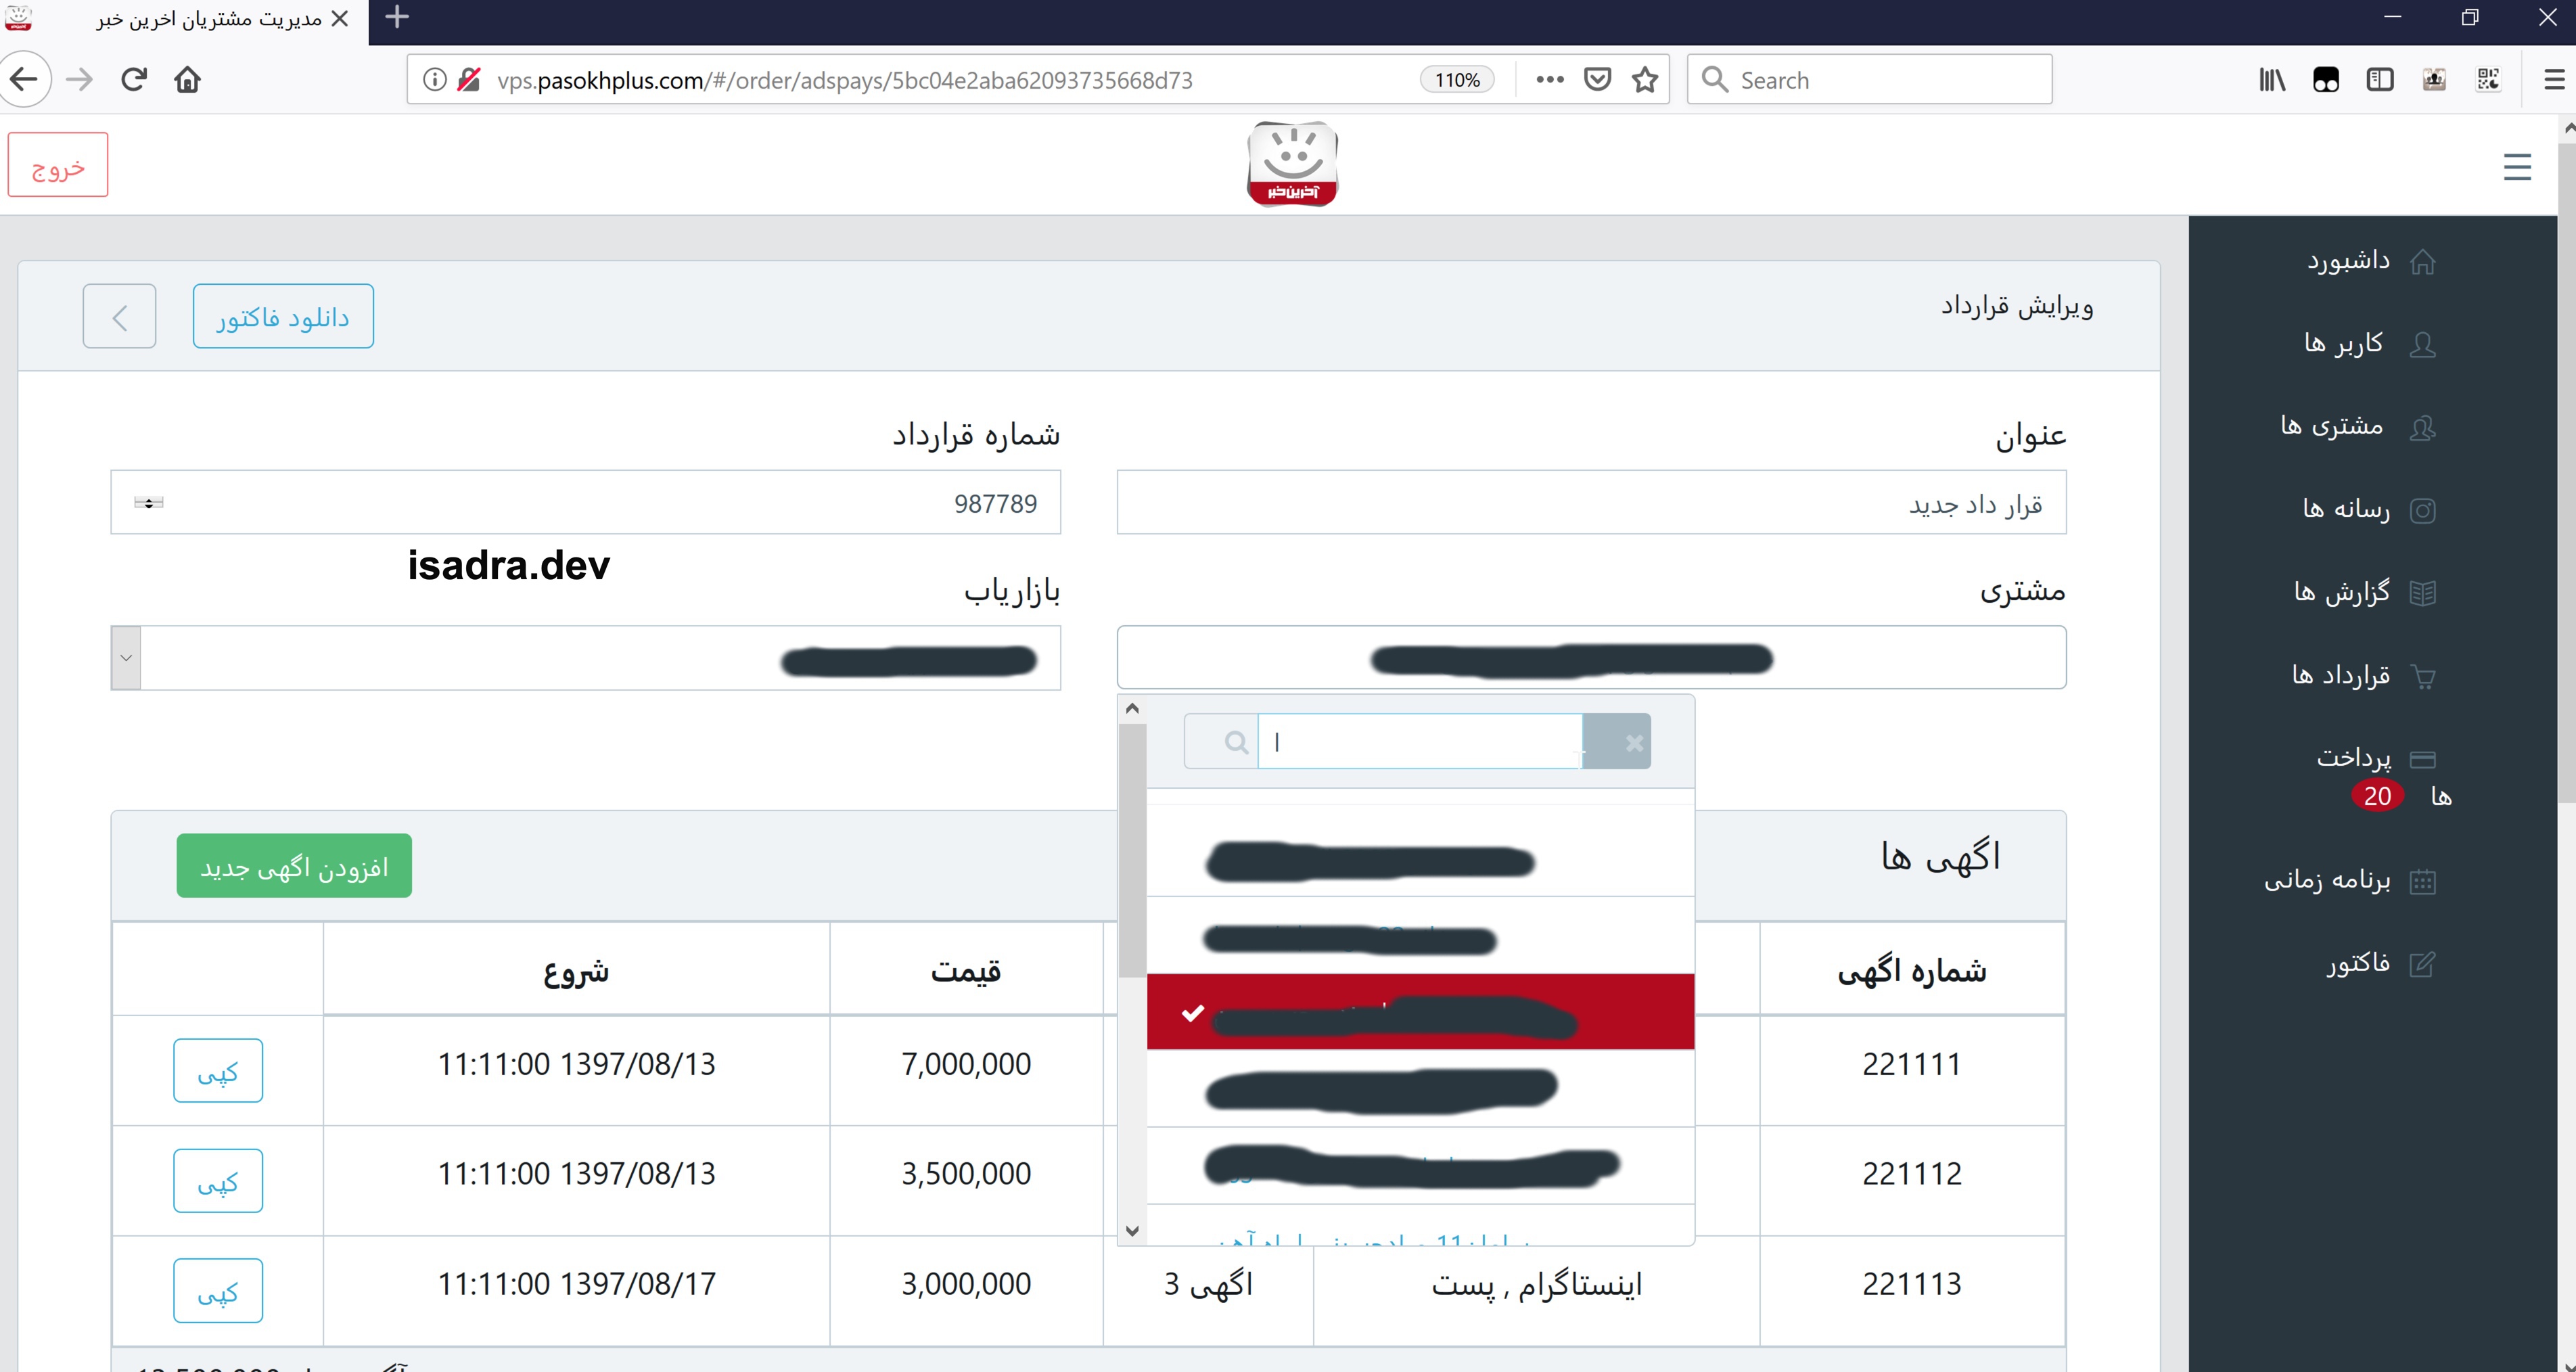 مدیریت مشتریان اخرین خبر
vps.pasokhplus.com/#/order/adspays/5bc04e2aba62093735668d73
110%
Search
خروج
آخرین‌خبر
داشبورد
کاربر ها
مشتری ها
رسانه ها
گزارش ها
قرارداد ها
پرداخت
ها 20
برنامه زمانی
فاکتور
ویرایش قرارداد
دانلود فاکتور
عنوان
شماره قرارداد
قرار داد جدید
987789
isadra.dev
مشتری
بازاریاب
ا
اگهی ها
افزودن اگهی جدید
شماره اگهی قیمت شروع
221111 7,000,000 1397/08/13 11:11:00 کپی
221112 3,500,000 1397/08/13 11:11:00 کپی
221113 اینستاگرام , پست اگهی 3 3,000,000 1397/08/17 11:11:00 کپی